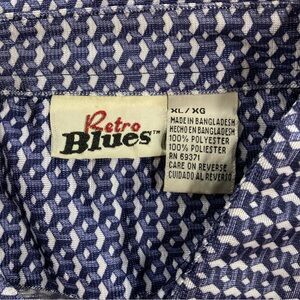 Retro
Blues™
XL / XG
MADE IN BANGLADESH
HECHO EN BANGLADESH
100% POLYESTER
100% POLIESTER
RN 69371
CARE ON REVERSE
CUIDADO AL REVERSO